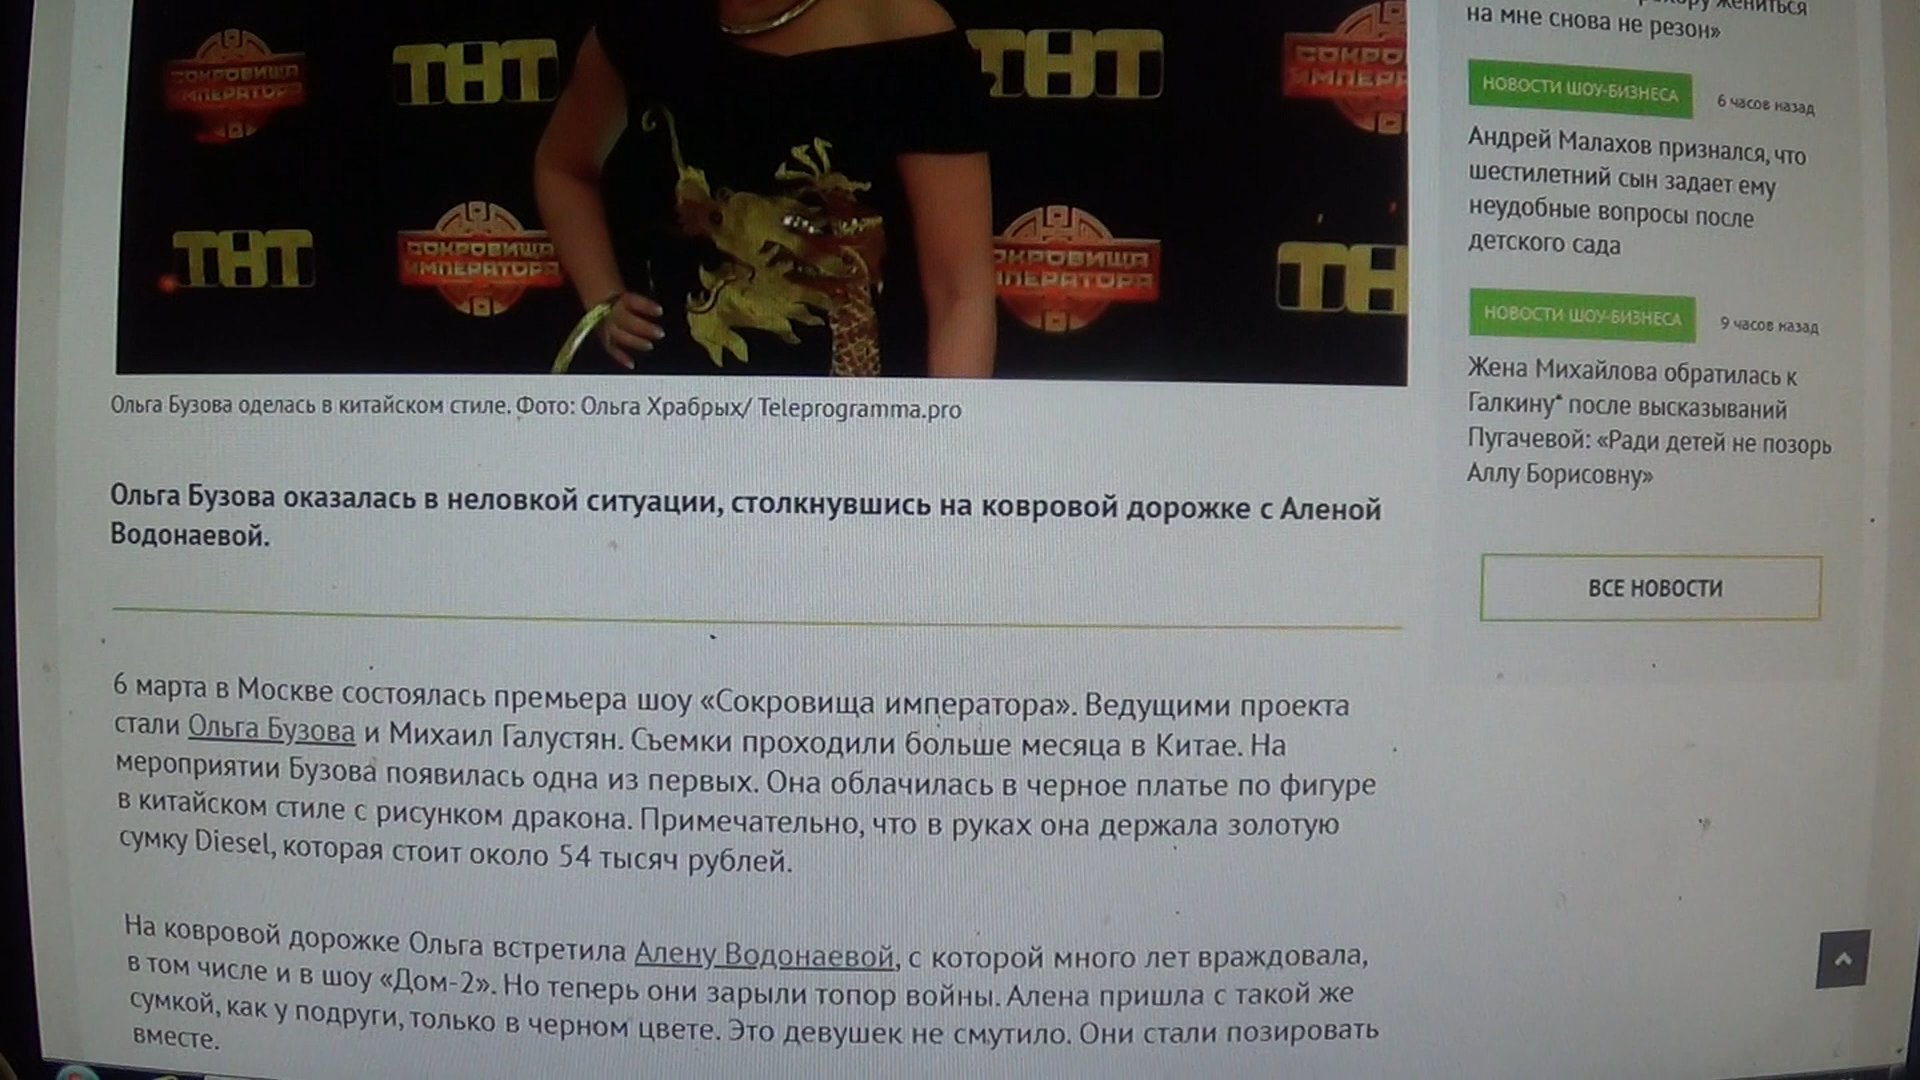 СОКРОВИЩА
ИМПЕРАТОРА
ТНТ
ТНТ
СОКРО
ИМПЕРА
ТНТ
СОКРОВИЩА
ИМПЕРАТОРА
ОКРОВИЩА
ПЕРАТОРА
ТН
Ольга Бузова оделась в китайском стиле. Фото: Ольга Храбрых/ Teleprogramma.pro
Ольга Бузова оказалась в неловкой ситуации, столкнувшись на ковровой дорожке с Аленой
Водонаевой.
6 марта в Москве состоялась премьера шоу «Сокровища императора». Ведущими проекта
стали Ольга Бузова и Михаил Галустян. Съемки проходили больше месяца в Китае. На
мероприятии Бузова появилась одна из первых. Она облачилась в черное платье по фигуре
в китайском стиле с рисунком дракона. Примечательно, что в руках она держала золотую
сумку Diesel, которая стоит около 54 тысяч рублей.
На ковровой дорожке Ольга встретила Алену Водонаевой, с которой много лет враждовала,
в том числе и в шоу «Дом-2». Но теперь они зарыли топор войны. Алена пришла с такой же
сумкой, как у подруги, только в черном цвете. Это девушек не смутило. Они стали позировать
вместе.
жениться
на мне снова не резон»
НОВОСТИ ШОУ-БИЗНЕСА 6 часов назад
Андрей Малахов признался, что
шестилетний сын задает ему
неудобные вопросы после
детского сада
НОВОСТИ ШОУ-БИЗНЕСА 9 часов назад
Жена Михайлова обратилась к
Галкину* после высказываний
Пугачевой: «Ради детей не позорь
Аллу Борисовну»
ВСЕ НОВОСТИ